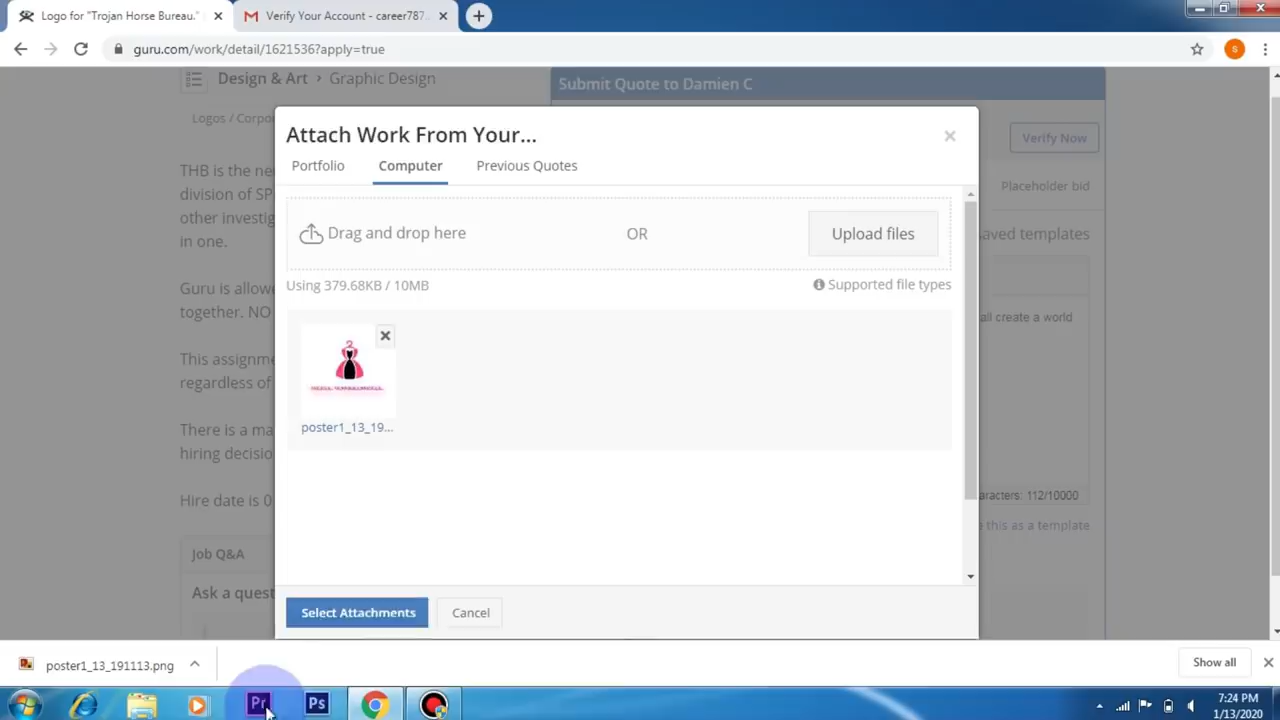 Logo for "Trojan Horse Bureau."
Verify Your Account - career787
guru.com/work/detail/1621536?apply=true
S
Design & Art › Graphic Design
Submit Quote to Damien C
Logos / Corpo
Attach Work From Your...
Verify Now
Portfolio
Computer
Previous Quotes
THB is the ne
division of SP
other investig
in one.
Placeholder bid
Drag and drop here
OR
Upload files
saved templates
Using 379.68KB / 10MB
Supported file types
Guru is allowe
together. NO
all create a world
This assignme
regardless of
poster1_13_19...
There is a ma
hiring decisio
Hire date is 0
aracters: 112/10000
e this as a template
Job Q&A
Ask a quest
Select Attachments
Cancel
poster1_13_191113.png
Show all
Pr
Ps
7:24 PM
1/13/2020